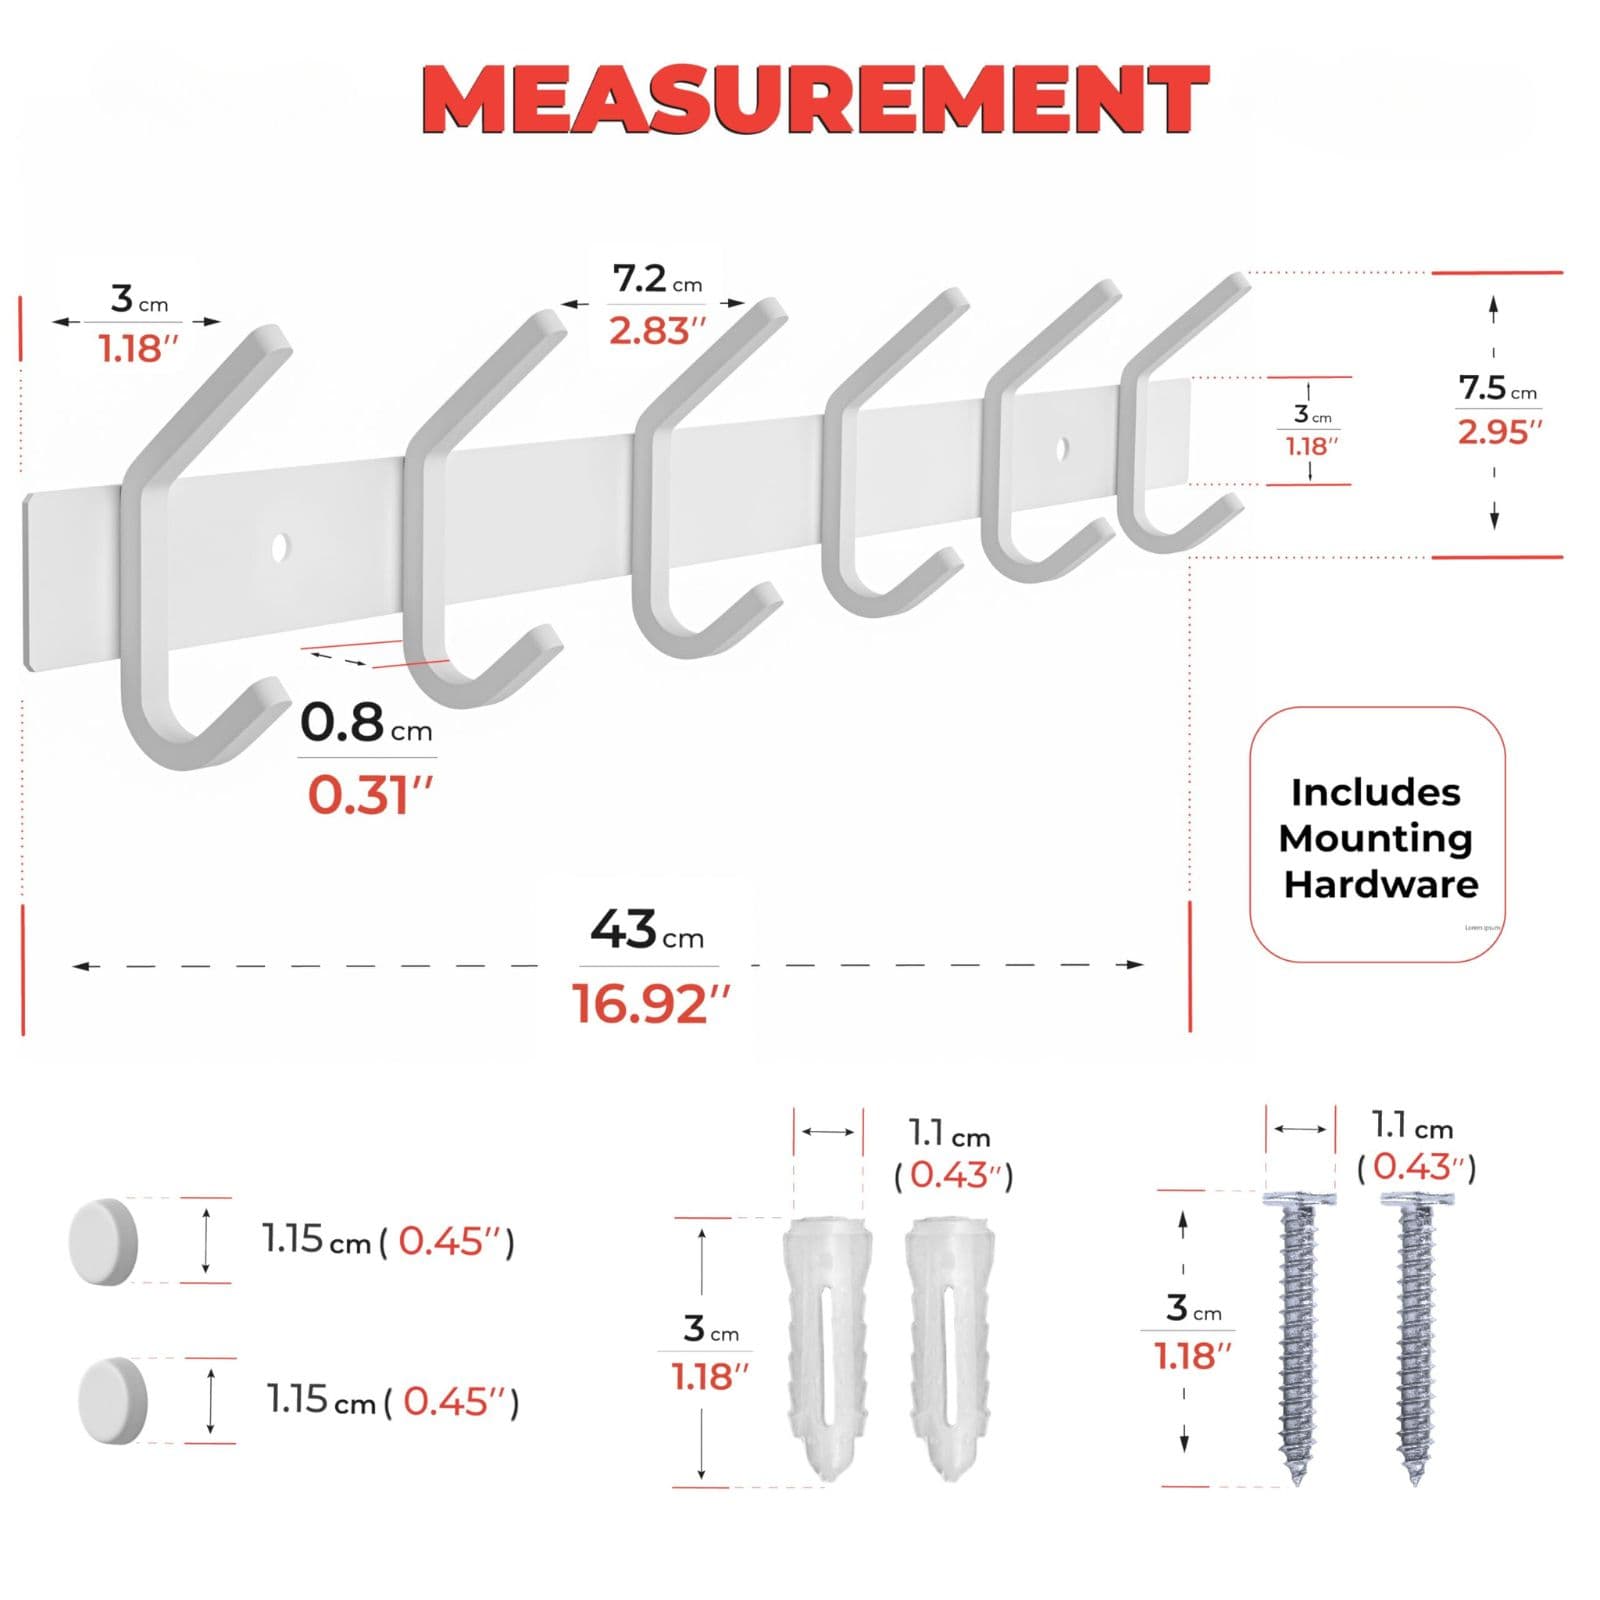 MEASUREMENT
3 cm
1.18″
7.2 cm
2.83″
7.5 cm
2.95″
3 cm
1.18″
0.8 cm
0.31″
Includes
Mounting
Hardware
Lorem ipsum
43 cm
16.92″
1.1 cm
( 0.43″)
1.1 cm
( 0.43″)
1.15 cm ( 0.45″)
3 cm
1.18″
3 cm
1.18″
1.15 cm ( 0.45″)